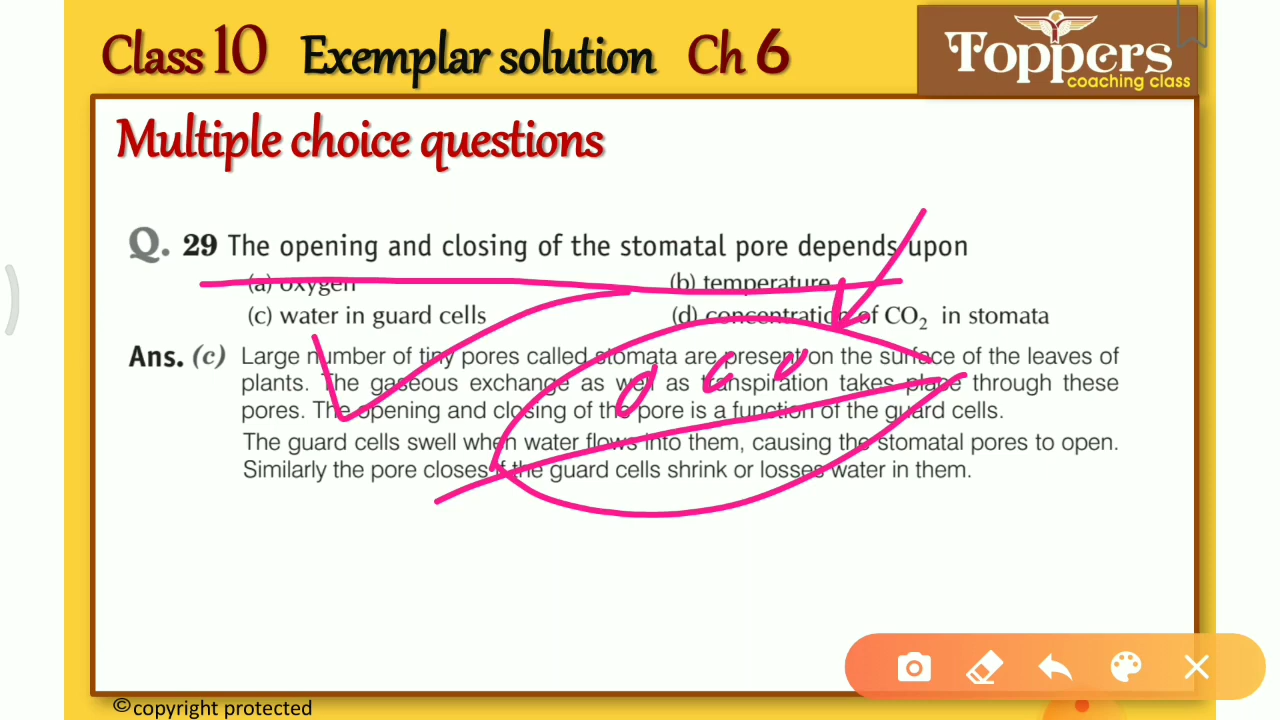 Class 10 Exemplar solution Ch 6
Toppers
coaching class
Multiple choice questions
Q. 29 The opening and closing of the stomatal pore depends upon
(a) oxygen (b) temperature
(c) water in guard cells (d) concentration of CO₂ in stomata
Ans. (c) Large number of tiny pores called stomata are present on the surface of the leaves of
plants. The gaseous exchange as well as transpiration takes place through these
pores. The opening and closing of the pore is a function of the guard cells.
The guard cells swell when water flows into them, causing the stomatal pores to open.
Similarly the pore closes if the guard cells shrink or losses water in them.
©copyright protected